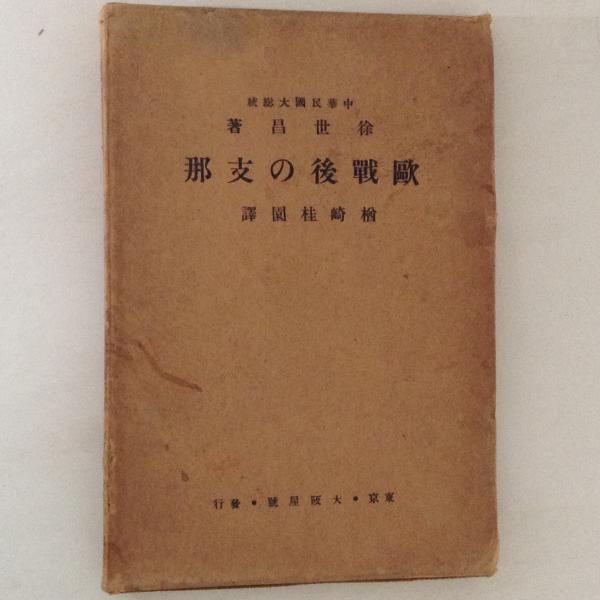 中華民國大總統
徐世昌著
歐戰後の支那
楢崎桂園譯
東京・大阪屋號・發行